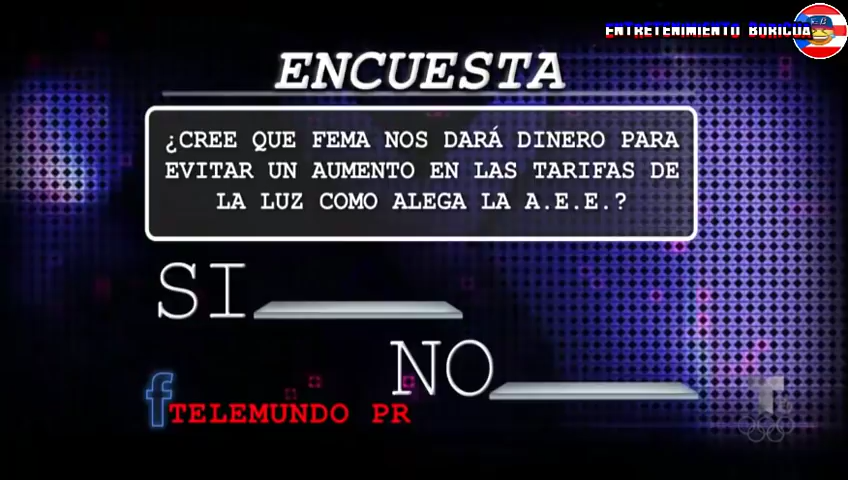 ENTRETENIMIENTO BORICUA
ENCUESTA
¿CREE QUE FEMA NOS DARÁ DINERO PARA
EVITAR UN AUMENTO EN LAS TARIFAS DE
LA LUZ COMO ALEGA LA A.E.E.?
SI
NO
f TELEMUNDO PR